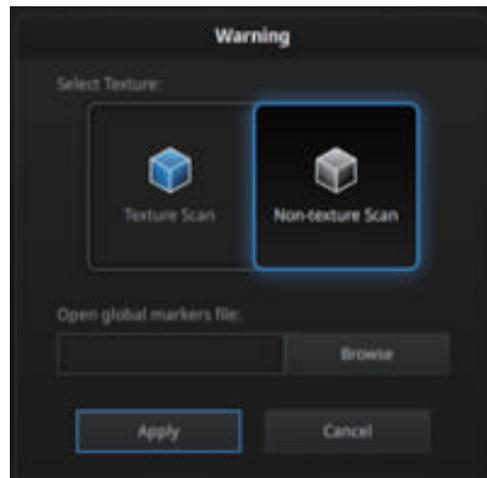 Warning
Select Texture:
Texture Scan
Non-texture Scan
Open global markers file:
Browse
Apply
Cancel